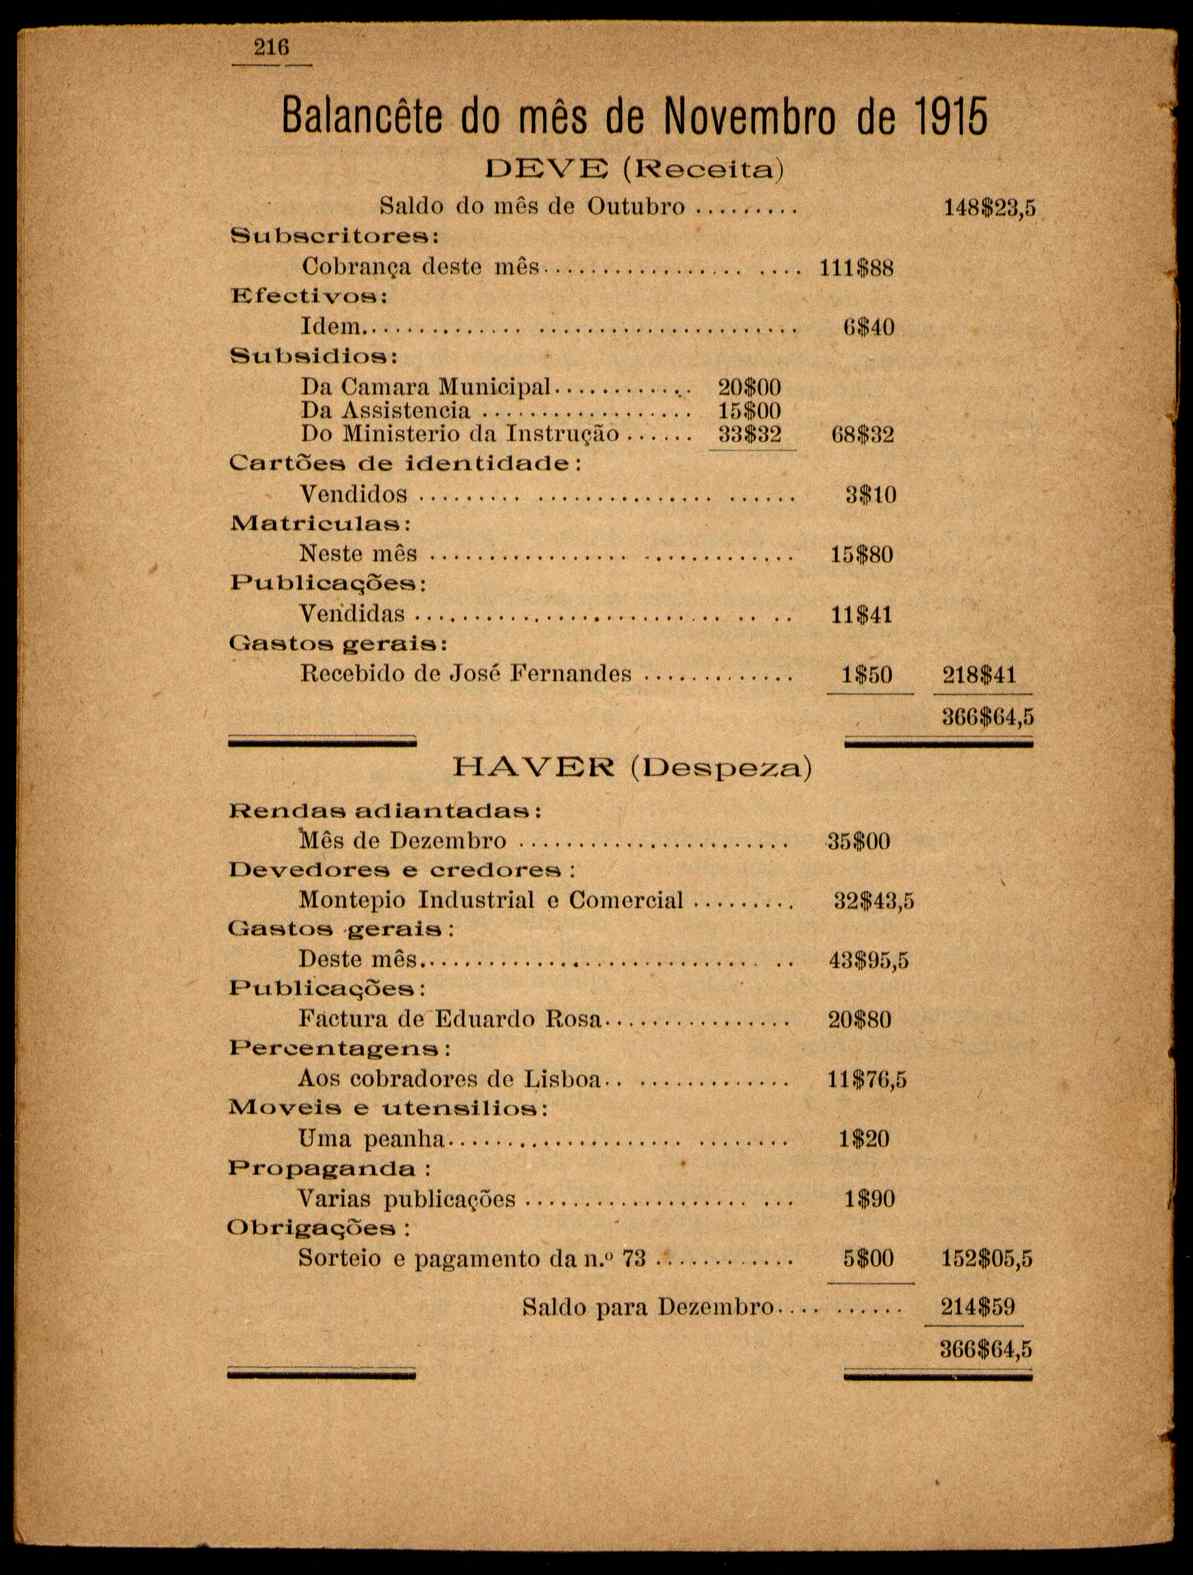 216
Balancête do mês de Novembro de 1915
DEVE (Receita)
Saldo do mês de Outubro ......... 148$23,5
Subscritores:
Cobrança deste mês.................. .... 111$88
Efectivos:
Idem.............. ..................... 6$40
Subsidios:
Da Camara Municipal............ 20$00
Da Assistencia .................. 15$00
Do Ministerio da Instrução ...... 33$32 68$32
Cartões de identidade:
Vendidos ......... ............... ...... 3$10
Matriculas:
Neste mês ................. ............. 15$80
Publicações:
Vendidas .......................... .. .. 11$41
Gastos gerais:
Recebido de José Fernandes ............. 1$50 218$41
366$64,5
HAVER (Despeza)
Rendas adiantadas:
Mês de Dezembro ....................... 35$00
Devedores e credores:
Montepio Industrial e Comercial ......... 32$43,5
Gastos gerais:
Deste mês............................. .. 43$95,5
Publicações:
Factura de Eduardo Rosa................ 20$80
Percentagens:
Aos cobradores de Lisboa.. ............. 11$76,5
Moveis e utensilios:
Uma peanha.................... ........ 1$20
Propaganda:
Varias publicações ................... ... 1$90
Obrigações:
Sorteio e pagamento da n.º 73 ............ 5$00 152$05,5
Saldo para Dezembro.... ...... 214$59
366$64,5